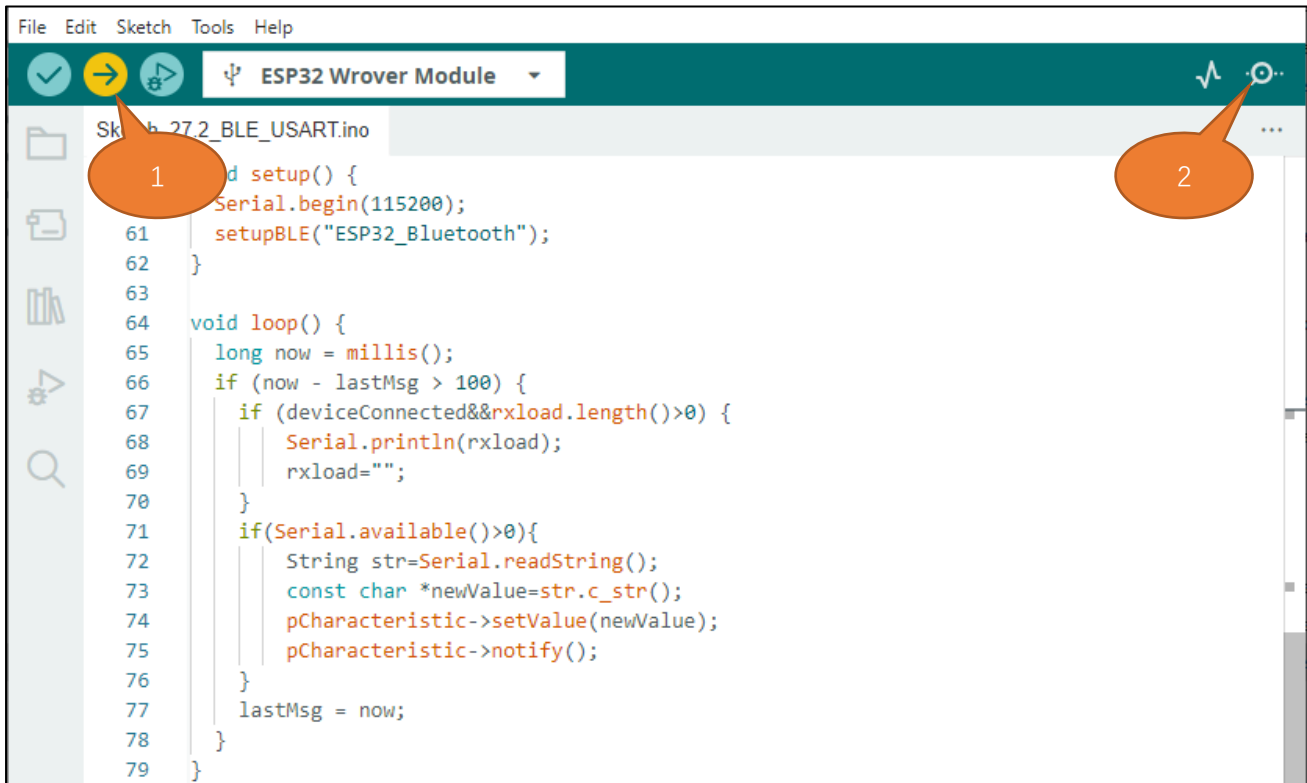 File Edit Sketch Tools Help
ESP32 Wrover Module
27.2_BLE_USART.ino
...
1
2
setup() {
Serial.begin(115200);
61 setupBLE("ESP32_Bluetooth");
62 }
63
64 void loop() {
65 long now = millis();
66 if (now - lastMsg > 100) {
67 if (deviceConnected&&rxload.length()>0) {
68 Serial.println(rxload);
69 rxload="";
70 }
71 if(Serial.available()>0){
72 String str=Serial.readString();
73 const char *newValue=str.c_str();
74 pCharacteristic->setValue(newValue);
75 pCharacteristic->notify();
76 }
77 lastMsg = now;
78 }
79 }